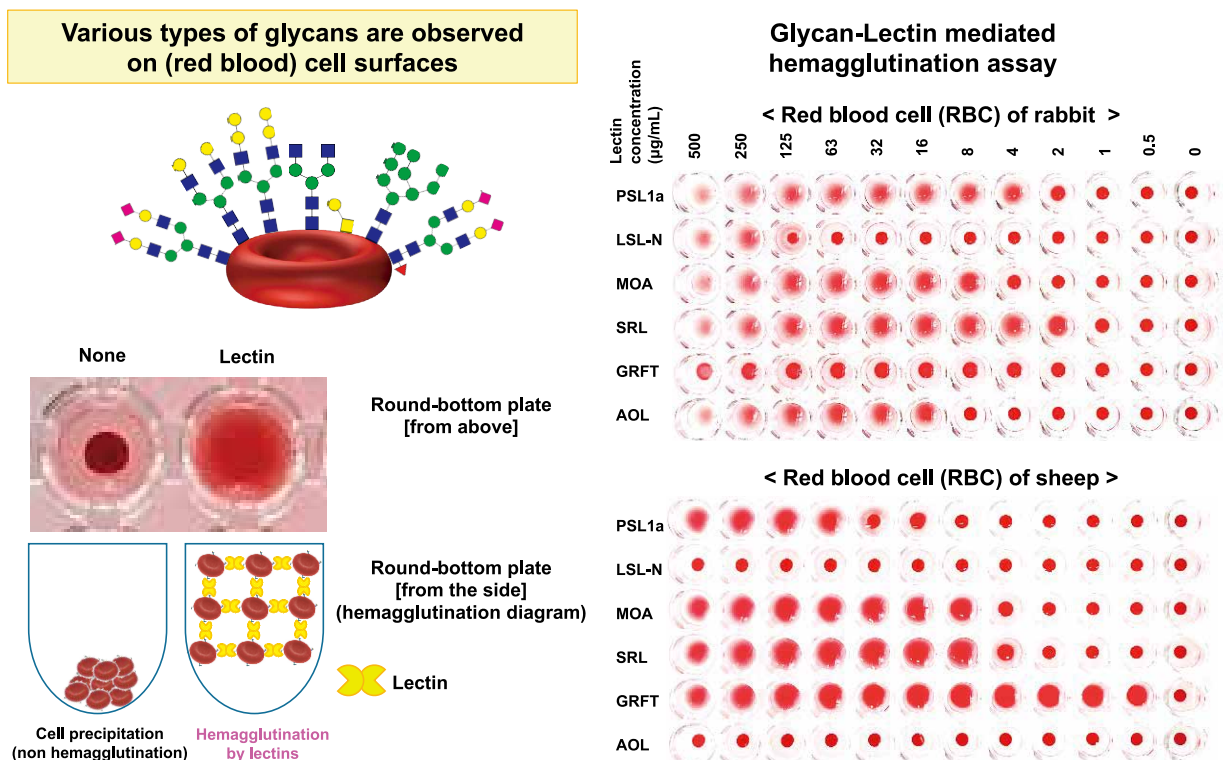 Various types of glycans are observed
on (red blood) cell surfaces
None
Lectin
Round-bottom plate
[from above]
Round-bottom plate
[from the side]
(hemagglutination diagram)
Lectin
Cell precipitation
(non hemagglutination)
Hemagglutination
by lectins
Glycan-Lectin mediated
hemagglutination assay
Lectin
concentration
(µg/mL)
< Red blood cell (RBC) of rabbit >
500 250 125 63 32 16 8 4 2 1 0.5 0
PSL1a
LSL-N
MOA
SRL
GRFT
AOL
< Red blood cell (RBC) of sheep >
PSL1a
LSL-N
MOA
SRL
GRFT
AOL